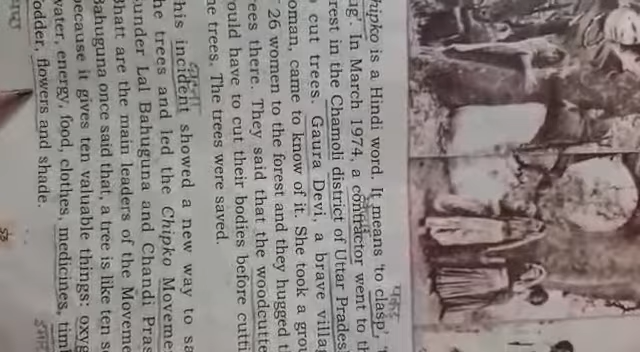 hipko is a Hindi word. It means 'to clasp',
ug'. In March 1974, a contractor went to th
rest in the Chamoli district of Uttar Prades
cut trees. Gaura Devi, a brave villag
oman, came to know of it. She took a grou
26 women to the forest and they hugged t
ees there. They said that the woodcutte
ould have to cut their bodies before cutti
e trees. The trees were saved.
his incident showed a new way to sa
he trees and led the Chipko Moveme
under Lal Bahuguna and Chandi Pras
Bhatt are the main leaders of the Moveme
Bahuguna once said that, a tree is like ten s
because it gives ten valuable things: oxyg
water, energy, food, clothes, medicines, timb
fodder, flowers and shade.